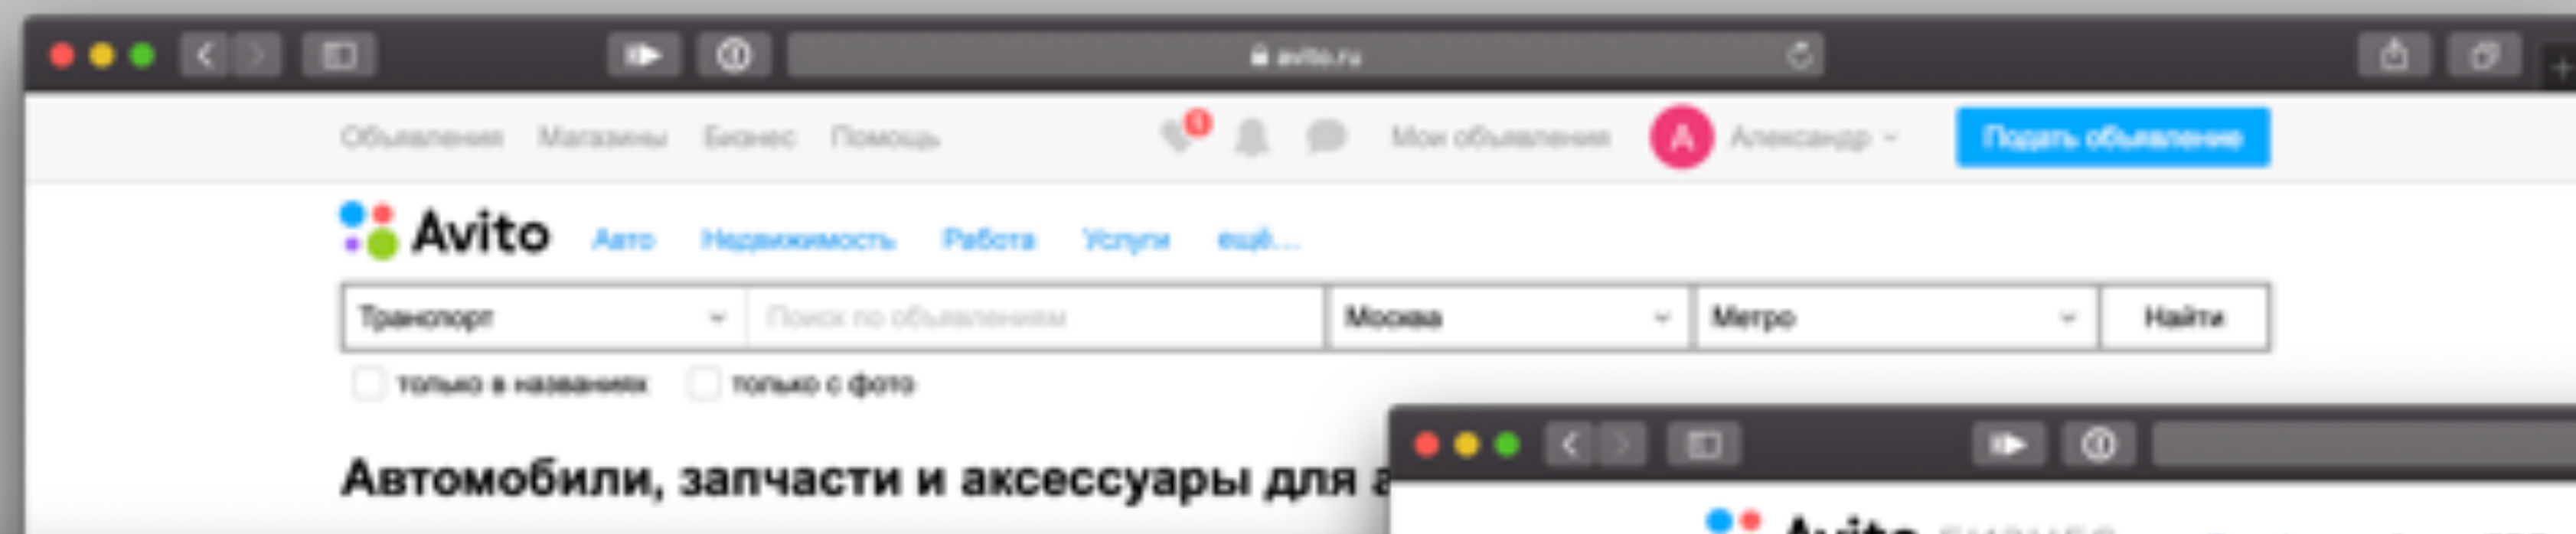 avito.ru
Объявления Магазины Бизнес Помощь Мои объявления А Александр Подать объявление
Avito Авто Недвижимость Работа Услуги ещё...
Транспорт Поиск по объявлениям Москва Метро Найти
только в названиях только с фото
Автомобили, запчасти и аксессуары для а
Avito БИЗНЕС